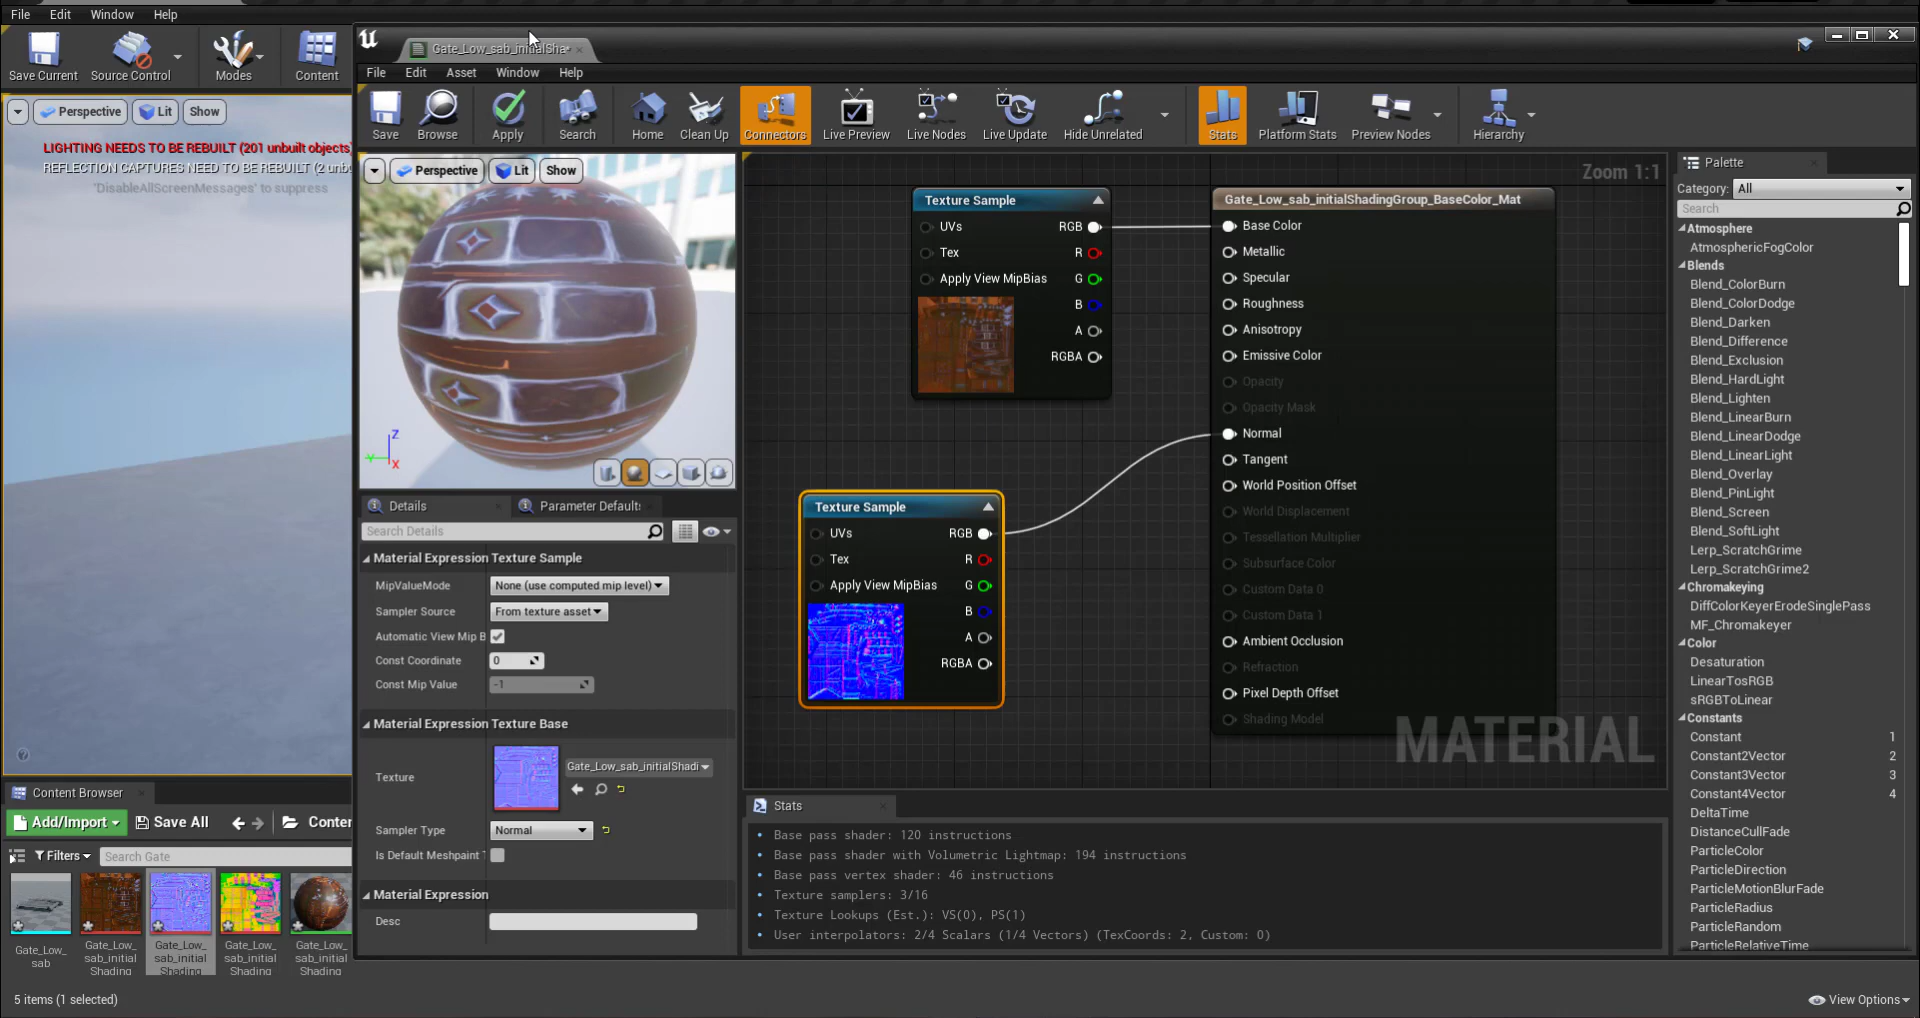 File Edit Window Help
Save Current
Source Control
Modes
Content
Perspective Lit Show
LIGHTING NEEDS TO BE REBUILT (201 unbuilt objects
REFLECTION CAPTURES NEED TO BE REBUILT (2 unb
'DisableAllScreenMessages' to suppress
Gate_Low_sab_initialSha*
File Edit Asset Window Help
Save Browse Apply Search Home Clean Up Connectors Live Preview Live Nodes Live Update Hide Unrelated Stats Platform Stats Preview Nodes Hierarchy
Perspective Lit Show
Z
Y
X
Zoom 1:1
Texture Sample
UVs RGB
Tex R
Apply View MipBias G
B
A
RGBA
Gate_Low_sab_initialShadingGroup_BaseColor_Mat
Base Color
Metallic
Specular
Roughness
Anisotropy
Emissive Color
Opacity
Opacity Mask
Normal
Tangent
World Position Offset
World Displacement
Tessellation Multiplier
Subsurface Color
Custom Data 0
Custom Data 1
Ambient Occlusion
Refraction
Pixel Depth Offset
Shading Model
MATERIAL
Texture Sample
UVs RGB
Tex R
Apply View MipBias G
B
A
RGBA
Details Parameter Defaults
Search Details
Material Expression Texture Sample
MipValueMode None (use computed mip level)
Sampler Source From texture asset
Automatic View Mip B
Const Coordinate 0
Const Mip Value -1
Material Expression Texture Base
Texture Gate_Low_sab_initialShadi
Sampler Type Normal
Is Default Meshpaint T
Material Expression
Desc
Stats
Base pass shader: 120 instructions
Base pass shader with Volumetric Lightmap: 194 instructions
Base pass vertex shader: 46 instructions
Texture samplers: 3/16
Texture Lookups (Est.): VS(0), PS(1)
User interpolators: 2/4 Scalars (1/4 Vectors) (TexCoords: 2, Custom: 0)
Palette
Category: All
Search
Atmosphere
AtmosphericFogColor
Blends
Blend_ColorBurn
Blend_ColorDodge
Blend_Darken
Blend_Difference
Blend_Exclusion
Blend_HardLight
Blend_Lighten
Blend_LinearBurn
Blend_LinearDodge
Blend_LinearLight
Blend_Overlay
Blend_PinLight
Blend_Screen
Blend_SoftLight
Lerp_ScratchGrime
Lerp_ScratchGrime2
Chromakeying
DiffColorKeyerErodeSinglePass
MF_Chromakeyer
Color
Desaturation
LinearTosRGB
sRGBToLinear
Constants
Constant 1
Constant2Vector 2
Constant3Vector 3
Constant4Vector 4
DeltaTime
DistanceCullFade
ParticleColor
ParticleDirection
ParticleMotionBlurFade
ParticleRadius
ParticleRandom
ParticleRelativeTime
Content Browser
Add/Import Save All Conter
Filters Search Gate
Gate_Low_
sab
Gate_Low_
sab_initial
Shading
Gate_Low_
sab_initial
Shading
Gate_Low_
sab_initial
Shading
Gate_Low_
sab_initial
Shading
5 items (1 selected)
View Options